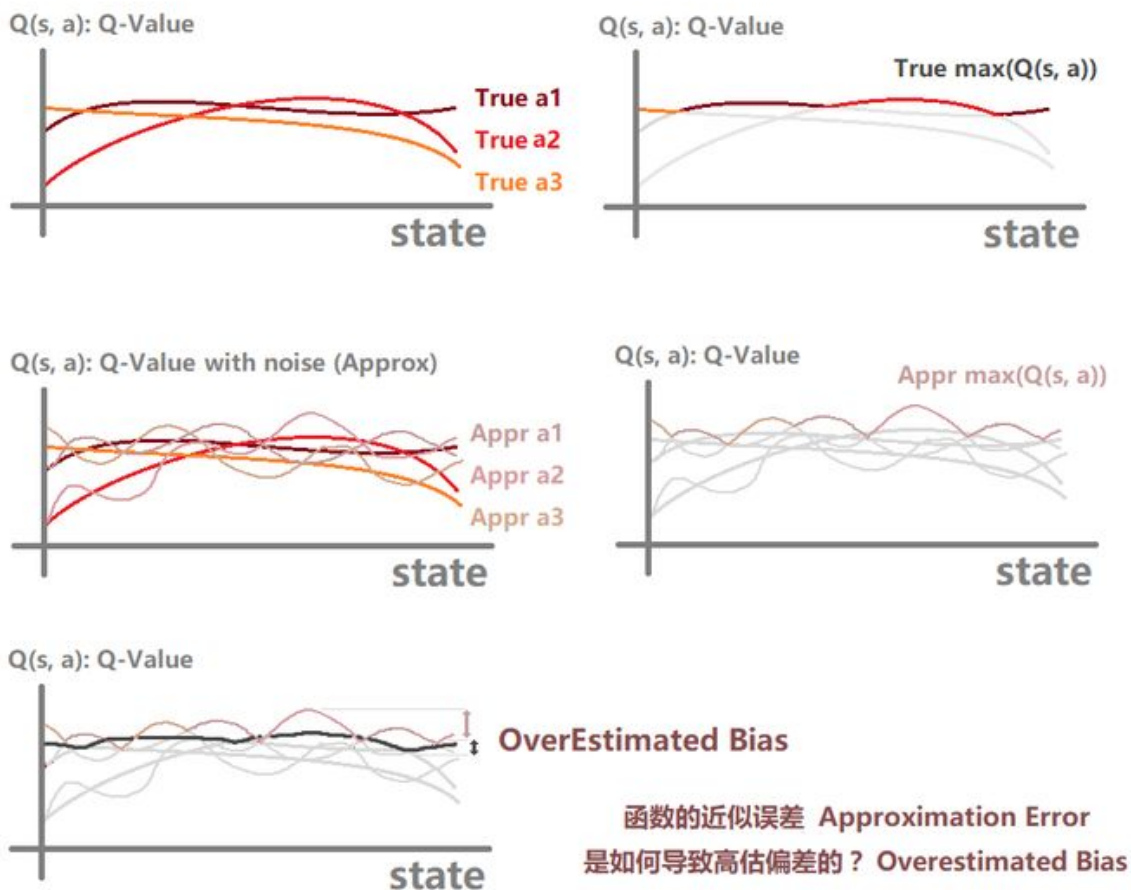 Q(s, a): Q-Value
True a1
True a2
True a3
state
Q(s, a): Q-Value
True max(Q(s, a))
state
Q(s, a): Q-Value with noise (Approx)
Appr a1
Appr a2
Appr a3
state
Q(s, a): Q-Value
Appr max(Q(s, a))
state
Q(s, a): Q-Value
OverEstimated Bias
state
函数的近似误差 Approximation Error
是如何导致高估偏差的？ Overestimated Bias